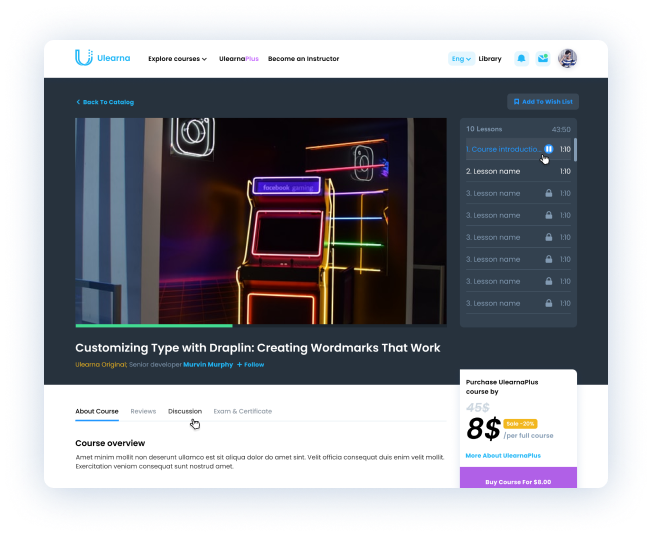 Ulearna
Explore courses
UlearnaPlus
Become an Instructor
Eng
Library
Back To Catalog
Add To Wish List
facebook gaming
10 Lessons 43:50
1. Course introductio... 1:10
2. Lesson name 1:10
3. Lesson name 1:10
3. Lesson name 1:10
3. Lesson name 1:10
3. Lesson name 1:10
3. Lesson name 1:10
3. Lesson name 1:10
Customizing Type with Draplin: Creating Wordmarks That Work
Ulearna Original, Senior developer Murvin Murphy + Follow
About Course
Reviews
Discussion
Exam & Certificate
Course overview
Amet minim mollit non deserunt ullamco est sit aliqua dolor do amet sint. Velit officia consequat duis enim velit mollit.
Exercitation veniam consequat sunt nostrud amet.
Purchase UlearnaPlus
course by
45$
8$
Sale -20%
/per full course
More About UlearnaPlus
Buy Course For $8.00